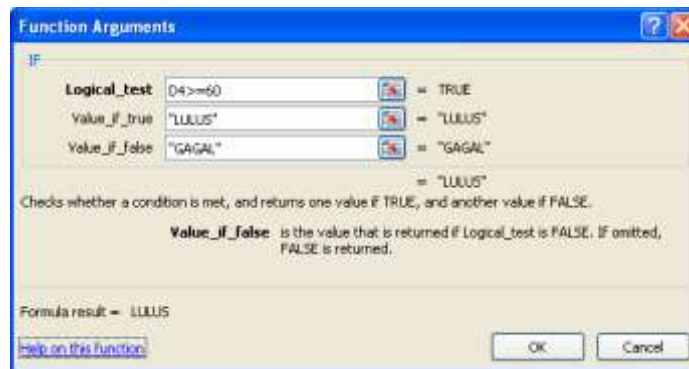 Function Arguments
IF
Logical_test D4>=60 = TRUE
Value_if_true "LULUS" = "LULUS"
Value_if_false "GAGAL" = "GAGAL"
= "LULUS"
Checks whether a condition is met, and returns one value if TRUE, and another value if FALSE.
Value_if_false is the value that is returned if Logical_test is FALSE. If omitted,
FALSE is returned.
Formula result = LULUS
Help on this function
OK Cancel